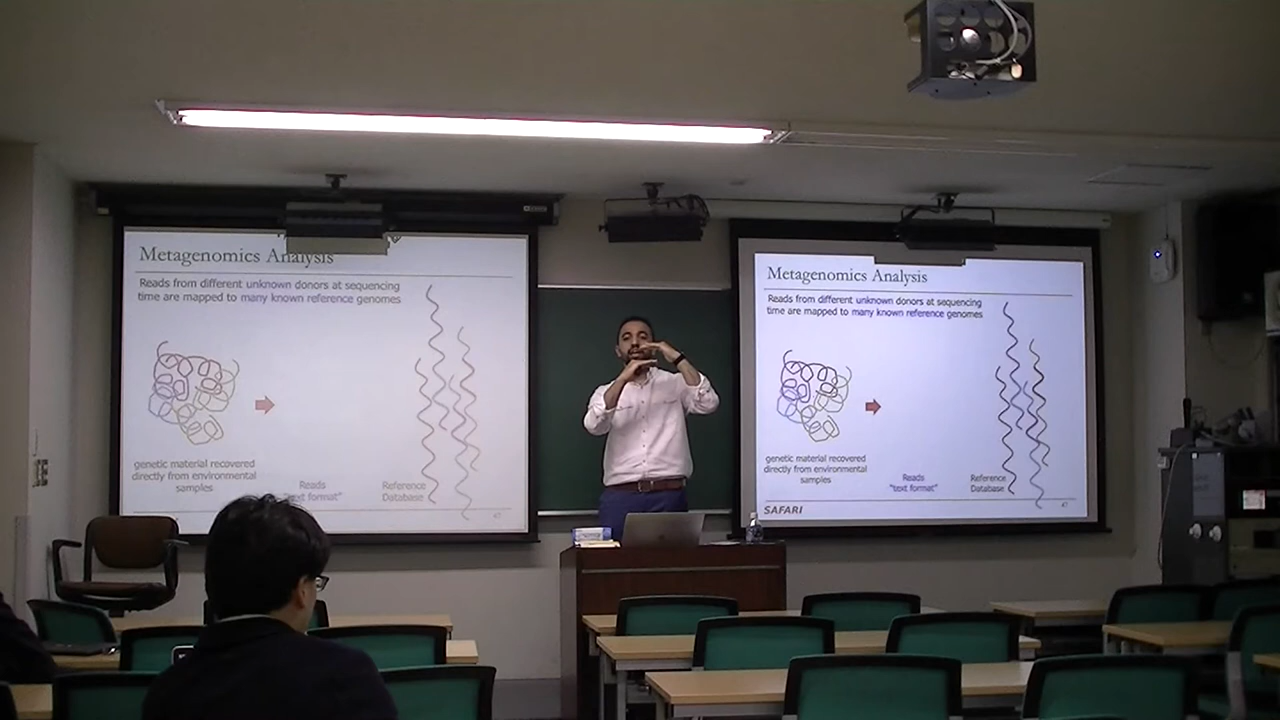 Metagenomics Analysis
Reads from different unknown donors at sequencing
time are mapped to many known reference genomes
genetic material recovered
directly from environmental
samples
Reads
"text format"
Reference
Database
47
Metagenomics Analysis
Reads from different unknown donors at sequencing
time are mapped to many known reference genomes
genetic material recovered
directly from environmental
samples
Reads
"text format"
Reference
Database
SAFARI
47